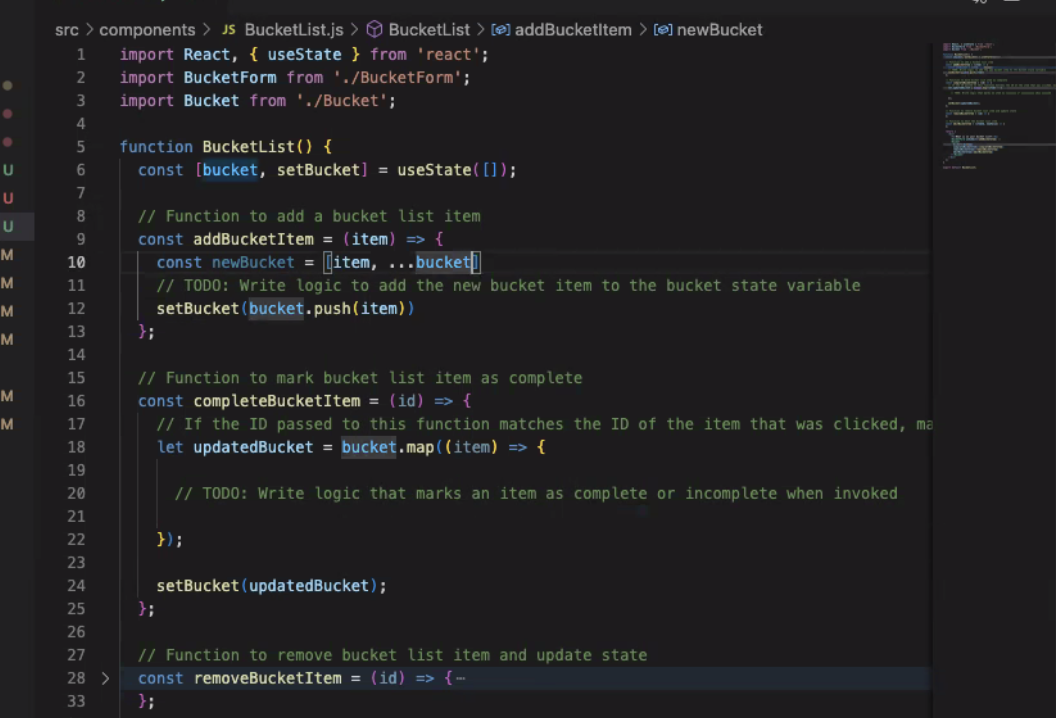 src > components > JS BucketList.js > BucketList > addBucketItem > newBucket
1 import React, { useState } from 'react';
2 import BucketForm from './BucketForm';
3 import Bucket from './Bucket';
4
5 function BucketList() {
6 const [bucket, setBucket] = useState([]);
7
8 // Function to add a bucket list item
9 const addBucketItem = (item) => {
10 const newBucket = [item, ...bucket]
11 // TODO: Write logic to add the new bucket item to the bucket state variable
12 setBucket(bucket.push(item))
13 };
14
15 // Function to mark bucket list item as complete
16 const completeBucketItem = (id) => {
17 // If the ID passed to this function matches the ID of the item that was clicked, ma
18 let updatedBucket = bucket.map((item) => {
19
20 // TODO: Write logic that marks an item as complete or incomplete when invoked
21
22 });
23
24 setBucket(updatedBucket);
25 };
26
27 // Function to remove bucket list item and update state
28 > const removeBucketItem = (id) => {⋯
33 };
U
U
U
M
M
M
M
M
M